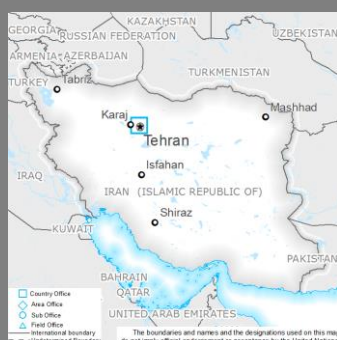 KAZAKHSTAN
GEORGIA
RUSSIAN FEDERATION
UZBEKISTAN
ARMENIA
AZERBAIJAN
TURKEY
Tabriz
TURKMENISTAN
Karaj
Mashhad
Tehran
Isfahan
IRAQ
IRAN (ISLAMIC REPUBLIC OF)
Shiraz
KUWAIT
PAKISTAN
BAHRAIN
QATAR
UNITED ARAB EMIRATES
Country Office
Area Office
Sub Office
Field Office
International boundary
The boundaries and names and the designations used on this map